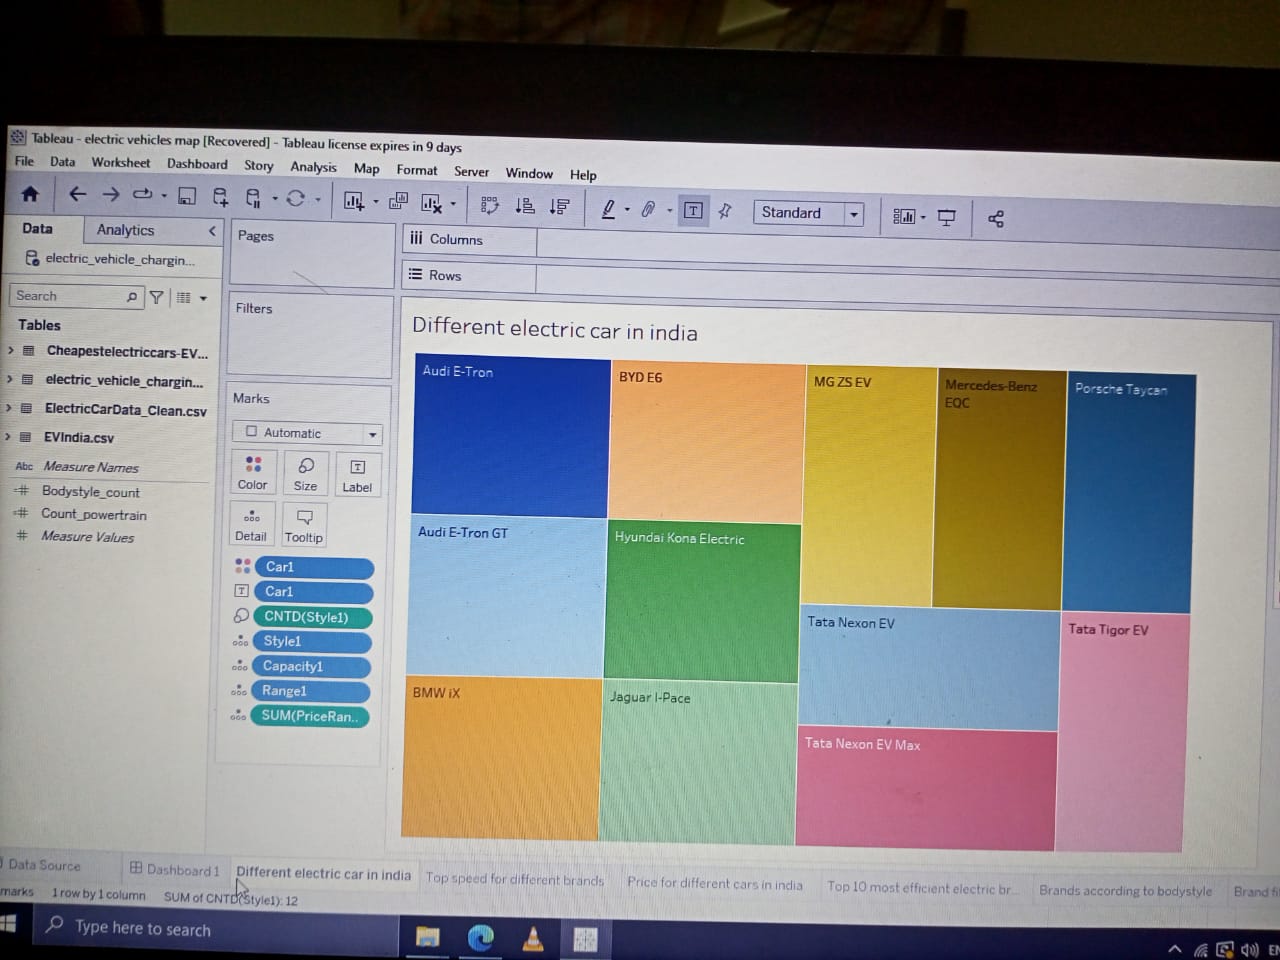 Tableau - electric vehicles map [Recovered] - Tableau license expires in 9 days
File Data Worksheet Dashboard Story Analysis Map Format Server Window Help
Standard
Data Analytics
Pages
iii Columns
electric_vehicle_chargin...
Rows
Search
Filters
Tables
Different electric car in india
Cheapestelectriccars-EV...
electric_vehicle_chargin...
ElectricCarData_Clean.csv
EVIndia.csv
Abc Measure Names
Bodystyle_count
Count_powertrain
Measure Values
Marks
Automatic
Color Size Label
Detail Tooltip
Car1
Car1
CNTD(Style1)
Style1
Capacity1
Range1
SUM(PriceRan..
Audi E-Tron
BYD E6
MG ZS EV
Mercedes-Benz
EQC
Porsche Taycan
Audi E-Tron GT
Hyundai Kona Electric
Tata Nexon EV
Tata Tigor EV
BMW iX
Jaguar I-Pace
Tata Nexon EV Max
Data Source Dashboard 1 Different electric car in india Top speed for different brands Price for different cars in india Top 10 most efficient electric br... Brands according to bodystyle Brand
marks 1 row by 1 column SUM of CNTD(Style1): 12
Type here to search